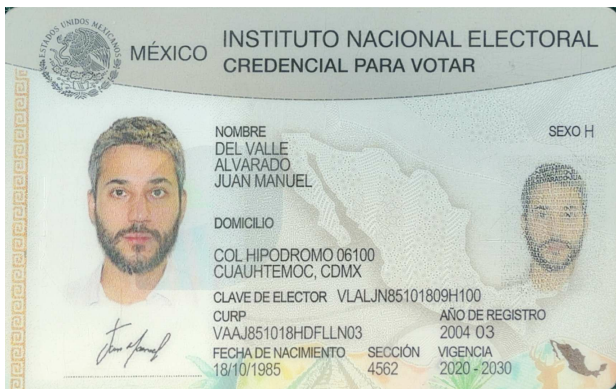 ESTADOS UNIDOS MEXICANOS
MÉXICO
INSTITUTO NACIONAL ELECTORAL
CREDENCIAL PARA VOTAR
NOMBRE
SEXO H
DEL VALLE
ALVARADO
JUAN MANUEL
DOMICILIO
COL HIPODROMO 06100
CUAUHTEMOC, CDMX
CLAVE DE ELECTOR VLALJN85101809H100
CURP
AÑO DE REGISTRO
VAAJ851018HDFLLN03
2004 03
FECHA DE NACIMIENTO
SECCIÓN
VIGENCIA
18/10/1985
4562
2020 - 2030